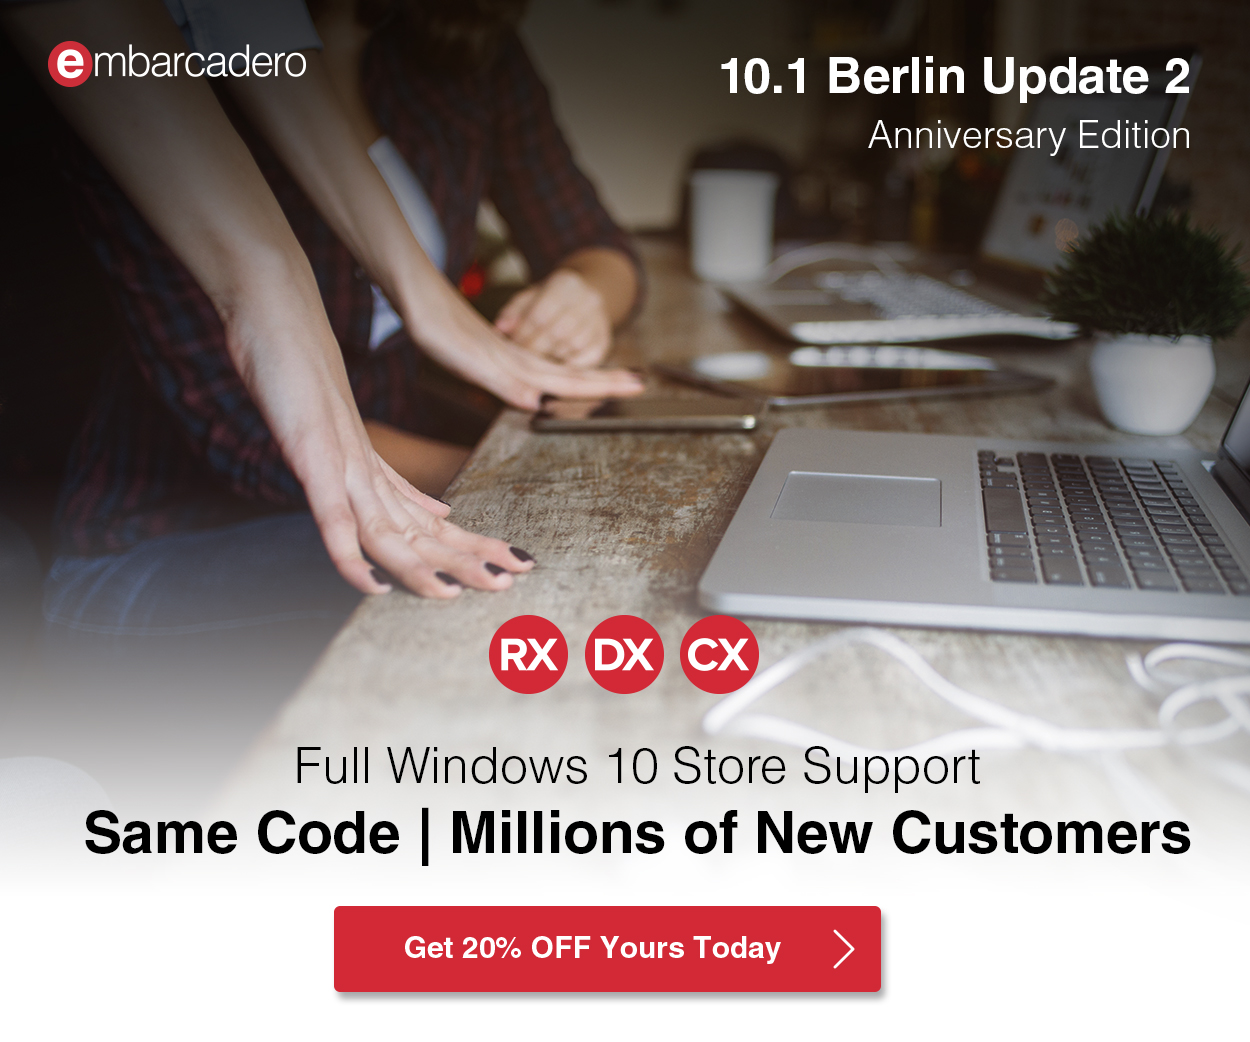 embarcadero
10.1 Berlin Update 2
Anniversary Edition
RX DX CX
Full Windows 10 Store Support
Same Code | Millions of New Customers
Get 20% OFF Yours Today